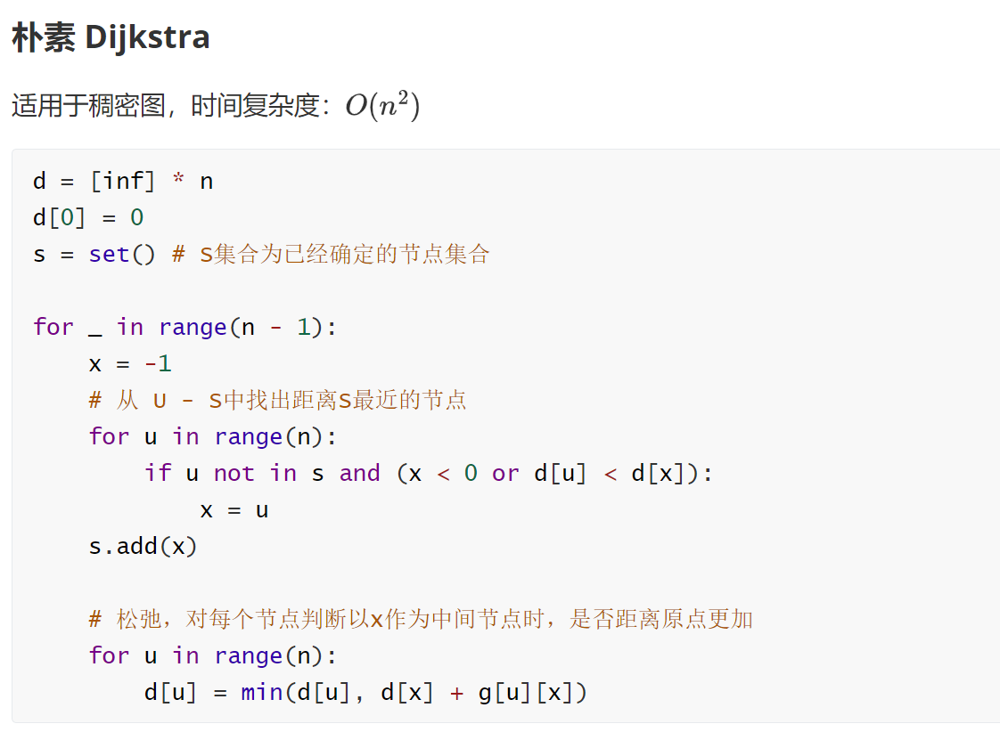 朴素 Dijkstra
适用于稠密图，时间复杂度：O(n²)
d = [inf] * n
d[0] = 0
s = set() # S集合为已经确定的节点集合
for _ in range(n - 1):
    x = -1
    # 从 U - S中找出距离S最近的节点
    for u in range(n):
        if u not in s and (x < 0 or d[u] < d[x]):
            x = u
    s.add(x)
    # 松弛，对每个节点判断以x作为中间节点时，是否距离原点更加
    for u in range(n):
        d[u] = min(d[u], d[x] + g[u][x])